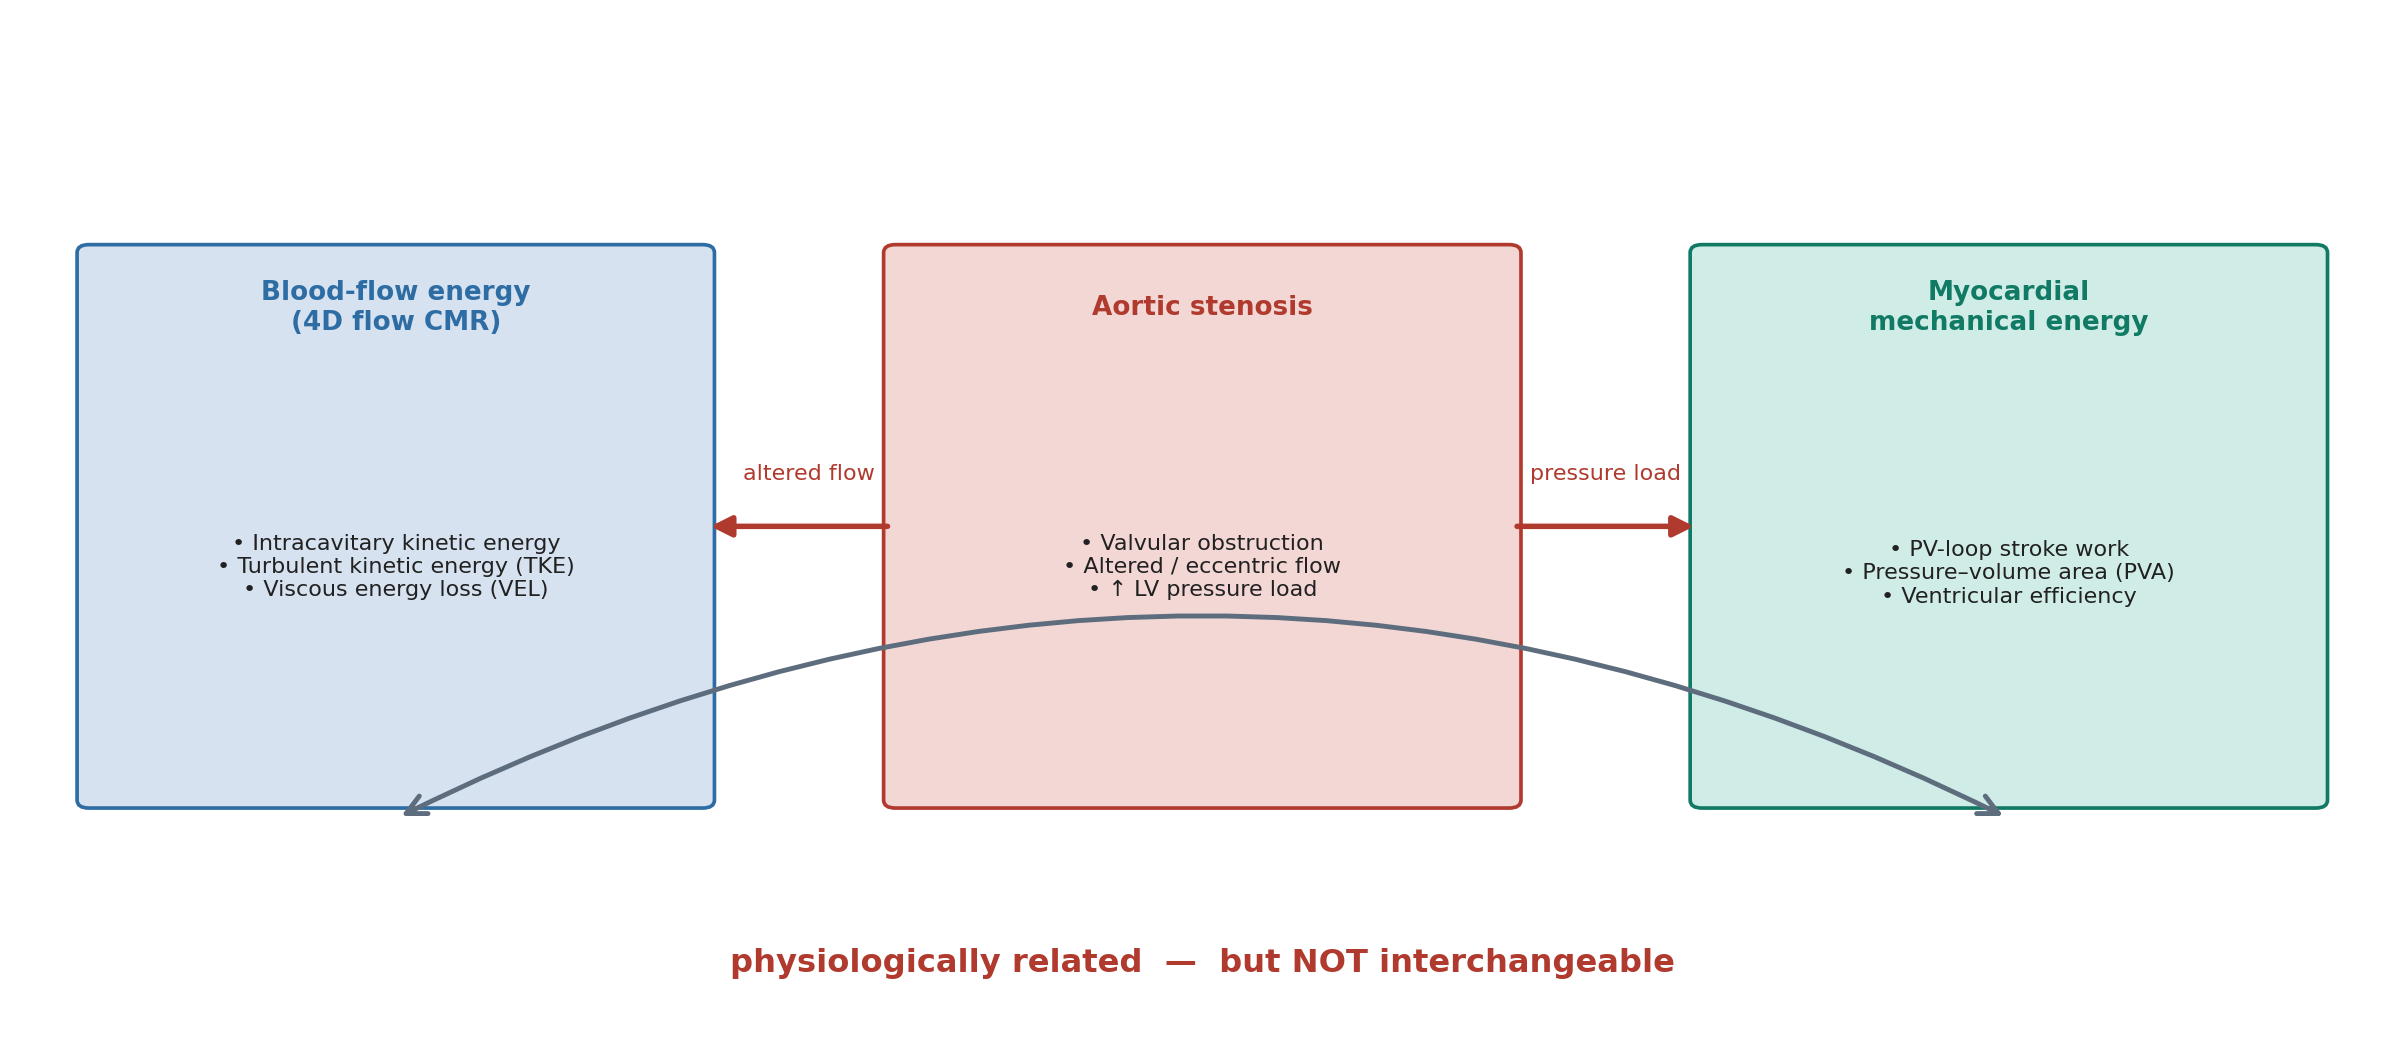 Blood-flow energy
(4D flow CMR)
• Intracavitary kinetic energy
• Turbulent kinetic energy (TKE)
• Viscous energy loss (VEL)
altered flow
Aortic stenosis
• Valvular obstruction
• Altered / eccentric flow
• ↑ LV pressure load
pressure load
Myocardial
mechanical energy
• PV-loop stroke work
• Pressure–volume area (PVA)
• Ventricular efficiency
physiologically related — but NOT interchangeable